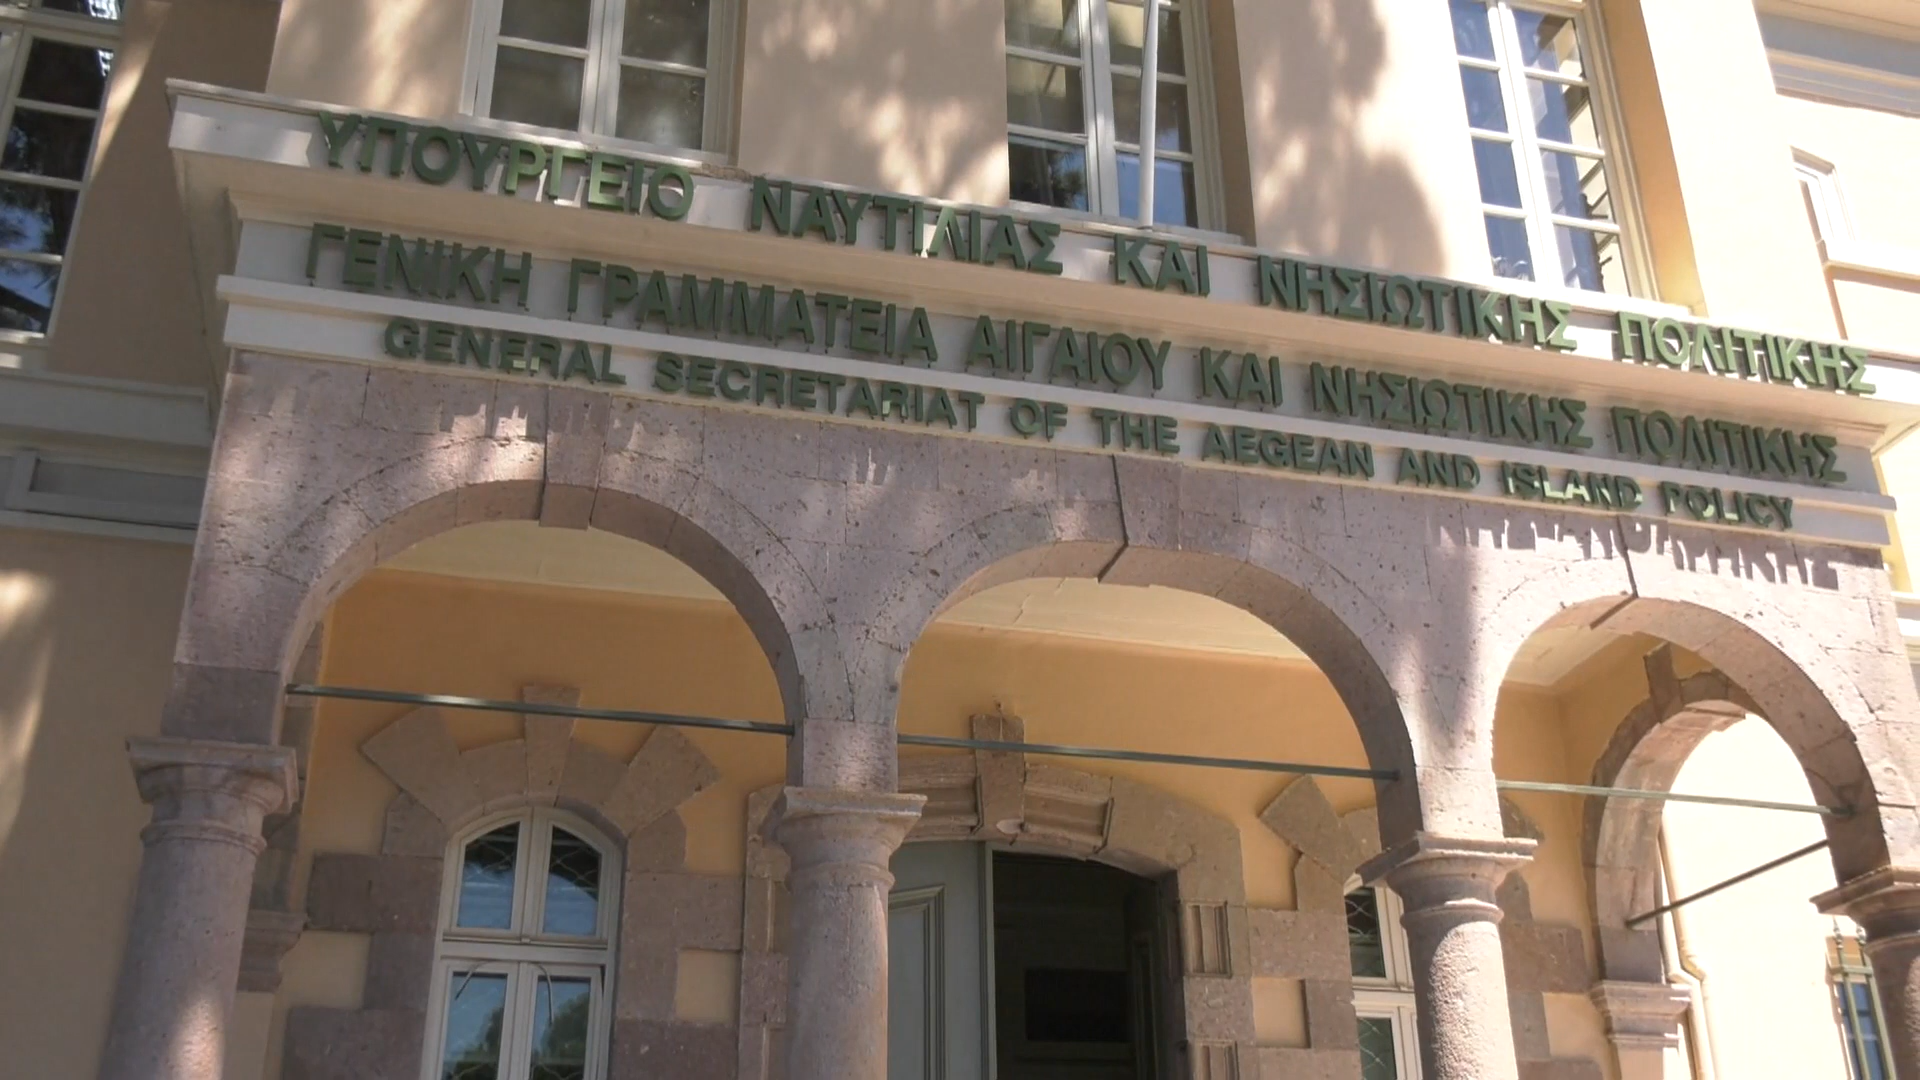 ΥΠΟΥΡΓΕΙΟ ΝΑΥΤΙΛΙΑΣ ΚΑΙ ΝΗΣΙΩΤΙΚΗΣ ΠΟΛΙΤΙΚΗΣ
ΓΕΝΙΚΗ ΓΡΑΜΜΑΤΕΙΑ ΑΙΓΑΙΟΥ ΚΑΙ ΝΗΣΙΩΤΙΚΗΣ ΠΟΛΙΤΙΚΗΣ
GENERAL SECRETARIAT OF THE AEGEAN AND ISLAND POLICY